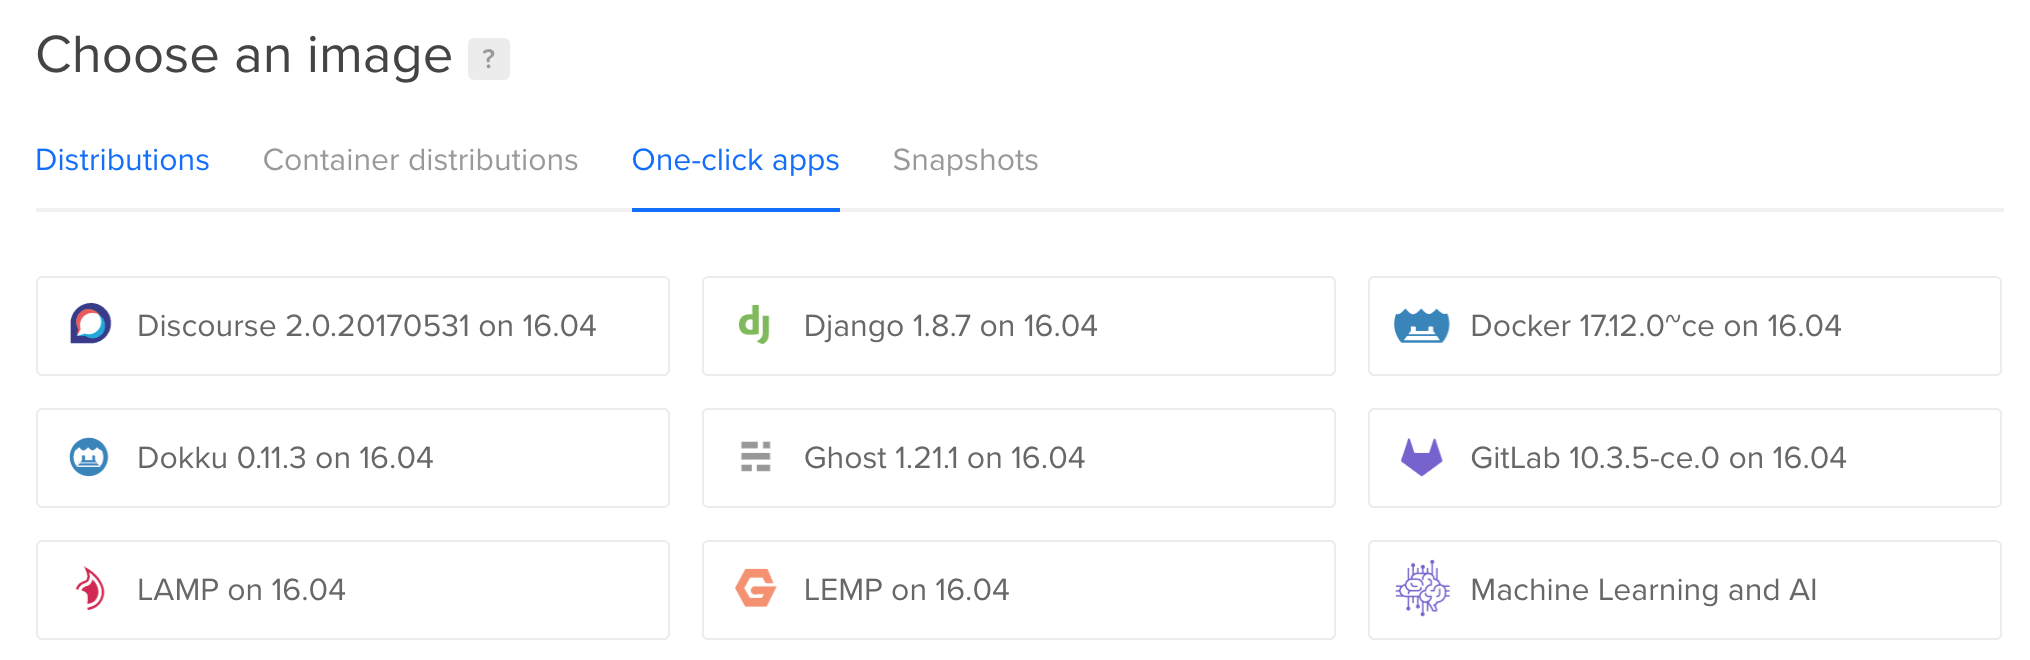 Choose an image ?
Distributions Container distributions One-click apps Snapshots
Discourse 2.0.20170531 on 16.04 Django 1.8.7 on 16.04 Docker 17.12.0~ce on 16.04
Dokku 0.11.3 on 16.04 Ghost 1.21.1 on 16.04 GitLab 10.3.5-ce.0 on 16.04
LAMP on 16.04 LEMP on 16.04 Machine Learning and AI